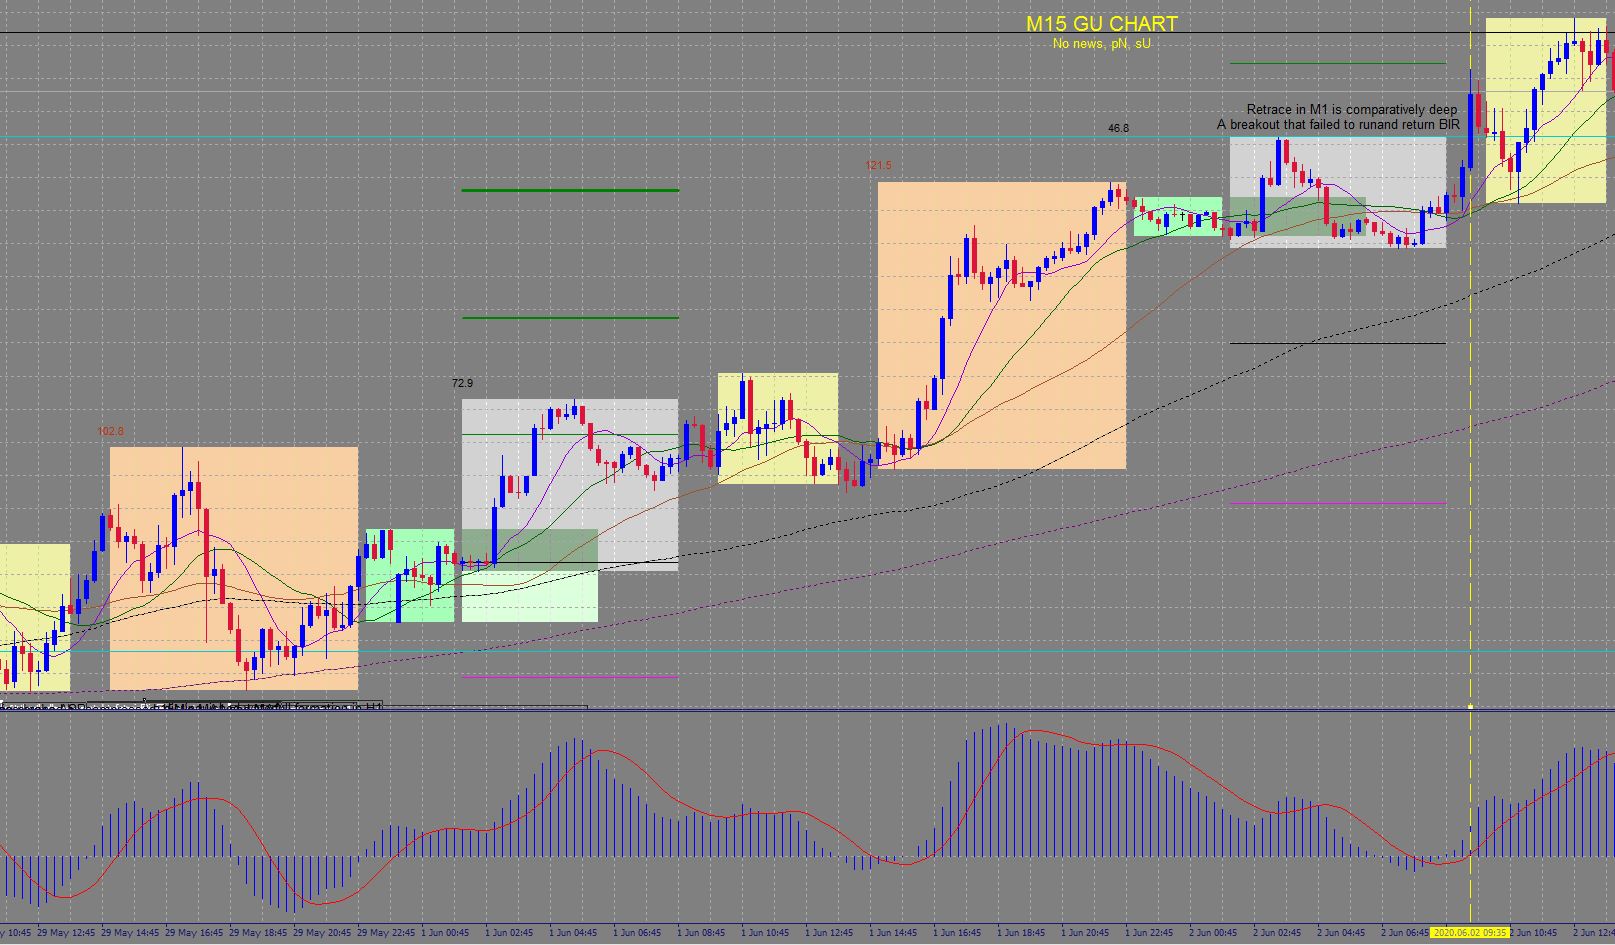 M15 GU CHART
No news, pN, sU
Retrace in M1 is comparatively deep
A breakout that failed to runand return BIR
46.8
121.5
72.9
102.8
formation in H1
10:45 29 May 12:45 29 May 14:45 29 May 16:45 29 May 18:45 29 May 20:45 29 May 22:45 1 Jun 00:45 1 Jun 02:45 1 Jun 04:45 1 Jun 06:45 1 Jun 08:45 1 Jun 10:45 1 Jun 12:45 1 Jun 14:45 1 Jun 16:45 1 Jun 18:45 1 Jun 20:45 1 Jun 22:45 2 Jun 00:45 2 Jun 02:45 2 Jun 04:45 2 Jun 06:45 2020.06.02 09:35 2 Jun 10:45 2 Jun